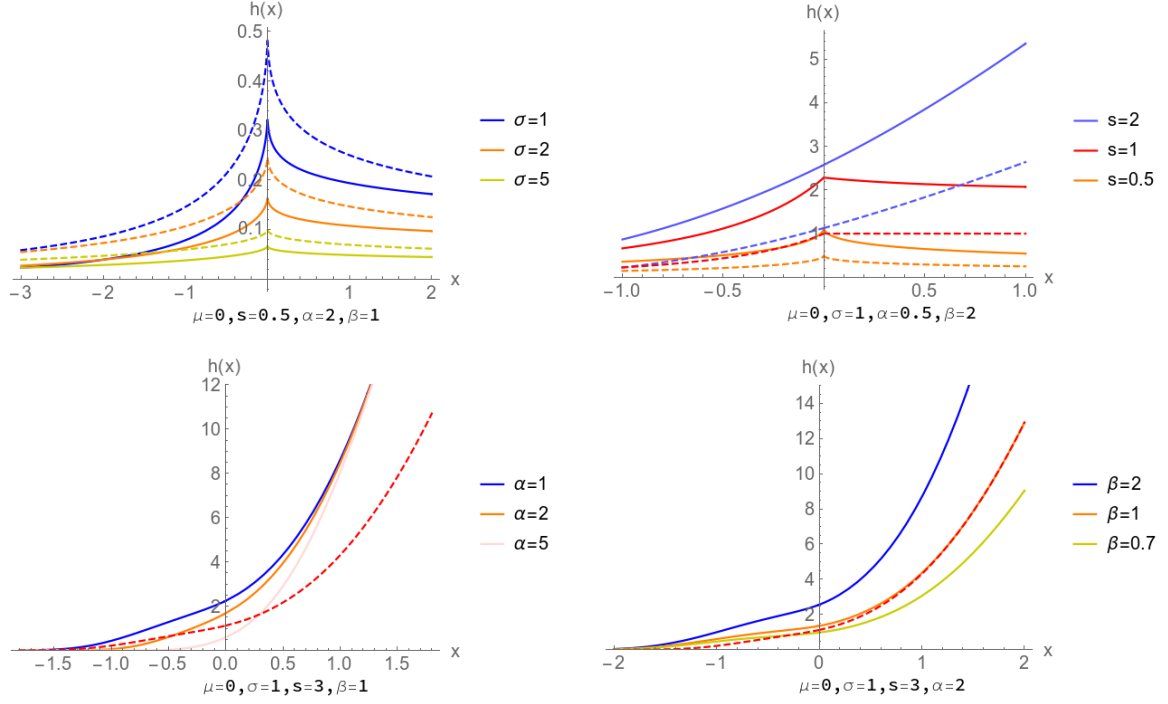 h(x)
0.5
0.4
0.3
0.2
0.1
−3 −2 −1 1 2 x
μ=0,s=0.5,α=2,β=1
σ=1
σ=2
σ=5
h(x)
5
4
3
2
1
−1.0 −0.5 0.5 1.0 x
μ=0,σ=1,α=0.5,β=2
s=2
s=1
s=0.5
h(x)
12
10
8
6
4
2
−1.5 −1.0 −0.5 0.0 0.5 1.0 1.5 x
μ=0,σ=1,s=3,β=1
α=1
α=2
α=5
h(x)
14
12
10
8
6
4
2
−2 −1 0 1 2 x
μ=0,σ=1,s=3,α=2
β=2
β=1
β=0.7